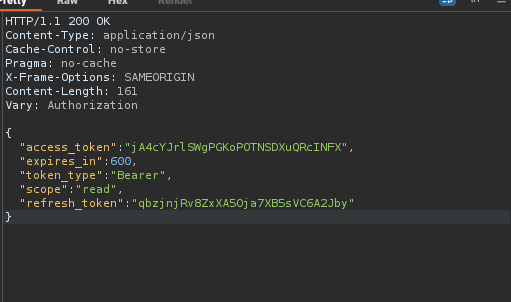 Pretty Raw Hex Render
HTTP/1.1 200 OK
Content-Type: application/json
Cache-Control: no-store
Pragma: no-cache
X-Frame-Options: SAMEORIGIN
Content-Length: 161
Vary: Authorization
{
"access_token":"jA4cYJrlSWgPGKoPOTNSDXuQRcINFX",
"expires_in":600,
"token_type":"Bearer",
"scope":"read",
"refresh_token":"qbzjnjRv8ZxXA5Oja7XB5sVC6A2Jby"
}